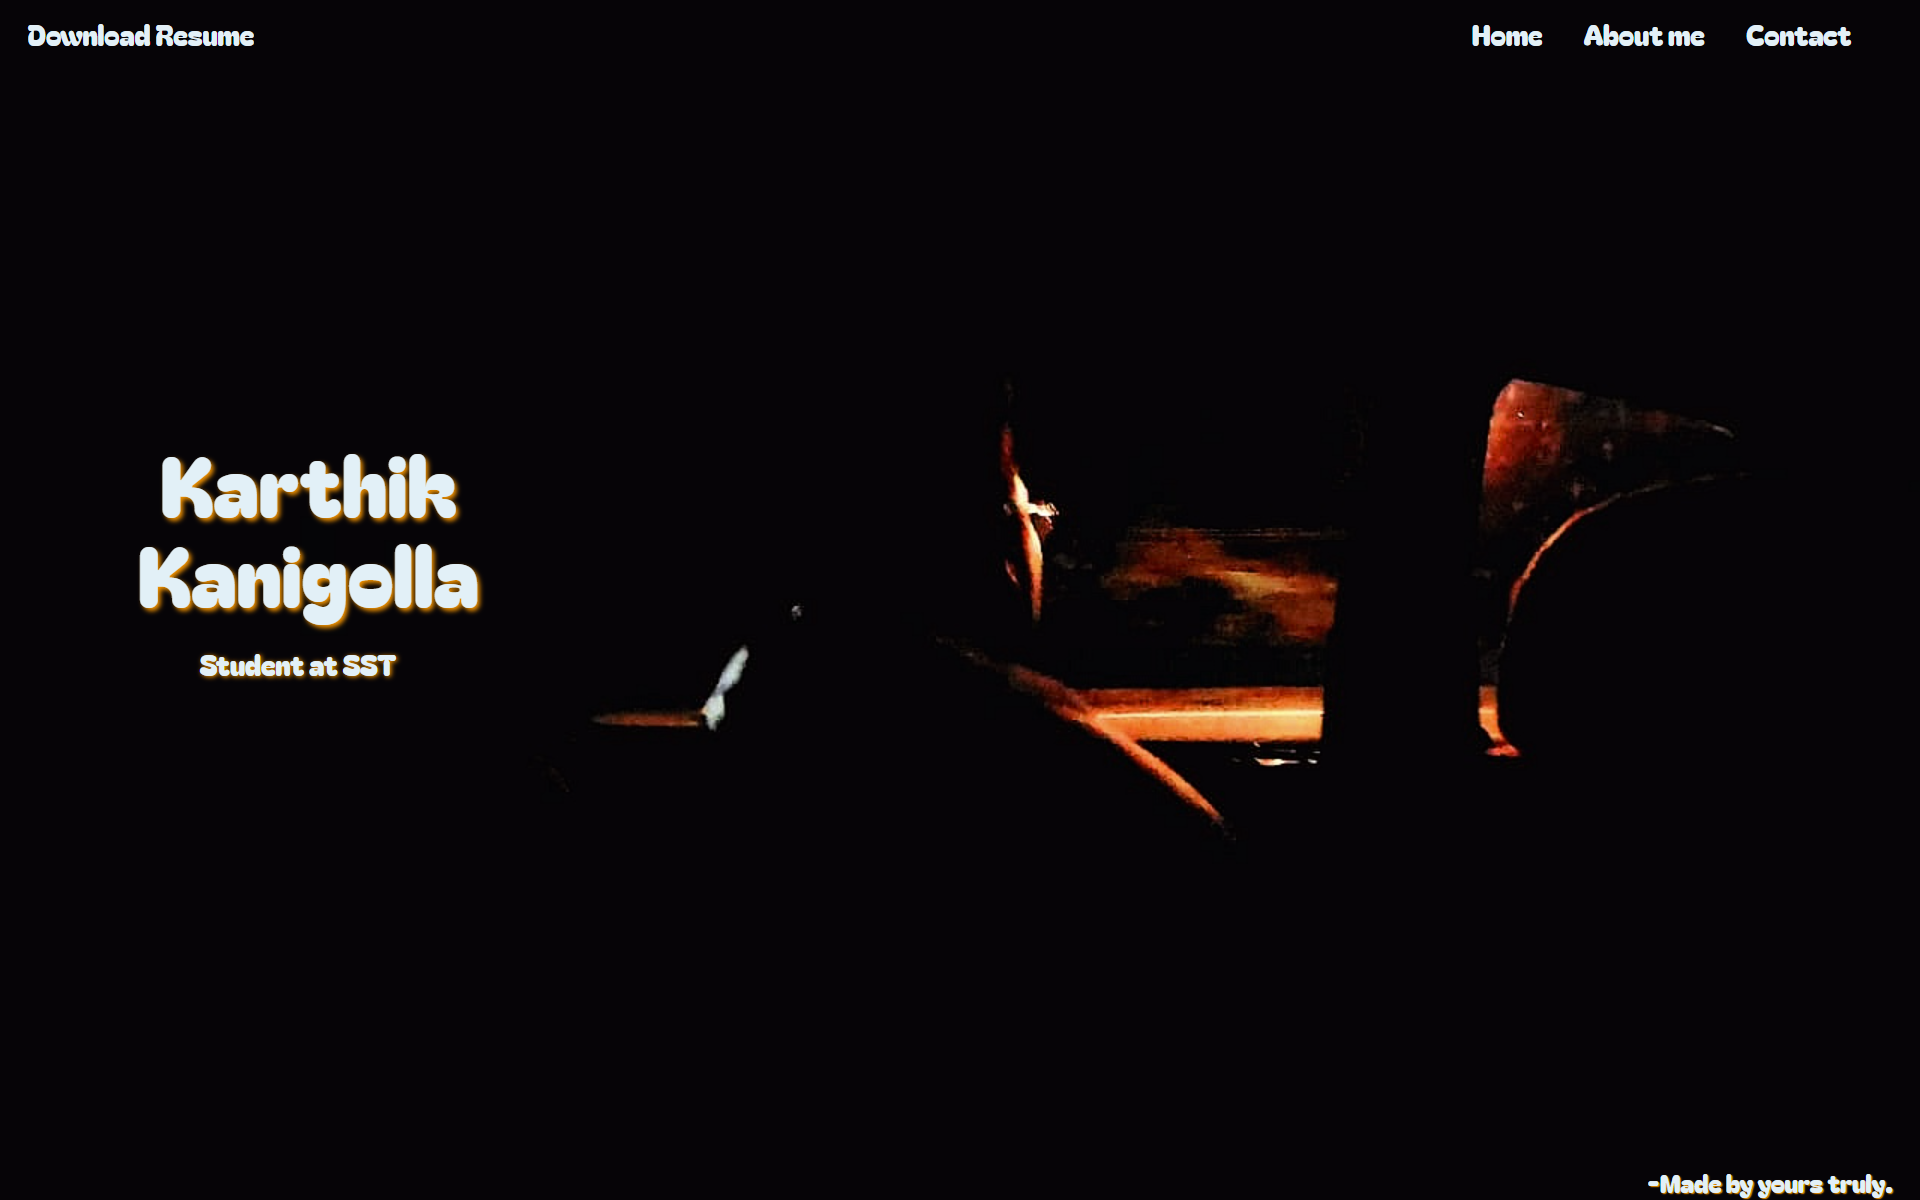 Download Resume
Home
About me
Contact
Karthik
Kanigolla
Student at SST
-Made by yours truly.